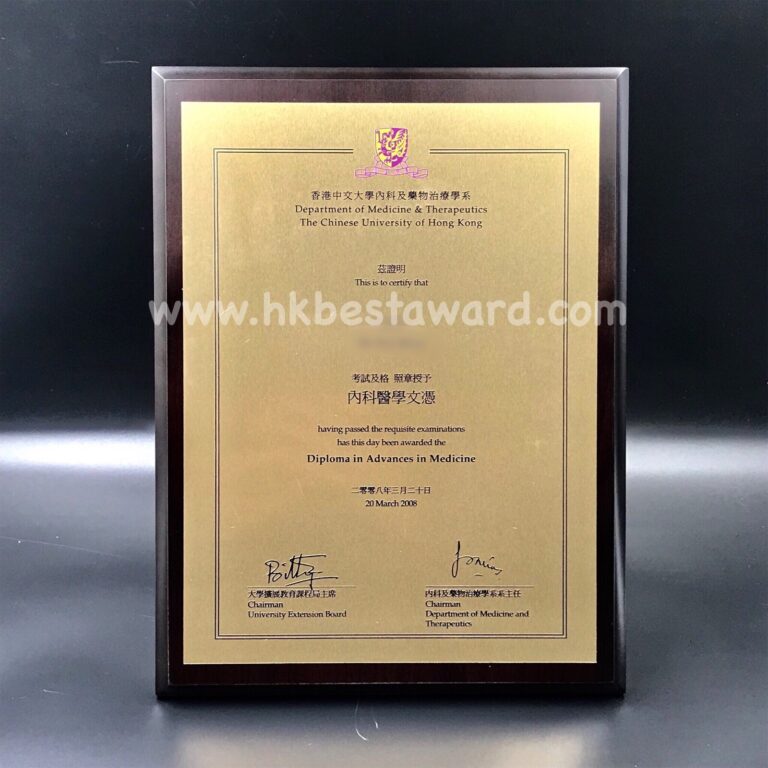 香港中文大學內科及藥物治療學系
Department of Medicine & Therapeutics
The Chinese University of Hong Kong
茲證明
This is to certify that
www.hkbestaward.com
考試及格 照章授予
內科醫學文憑
having passed the requisite examinations
has this day been awarded the
Diploma in Advances in Medicine
二零零八年三月二十日
20 March 2008
大學擴展教育課程局主席
Chairman
University Extension Board
內科及藥物治療學系系主任
Chairman
Department of Medicine and
Therapeutics